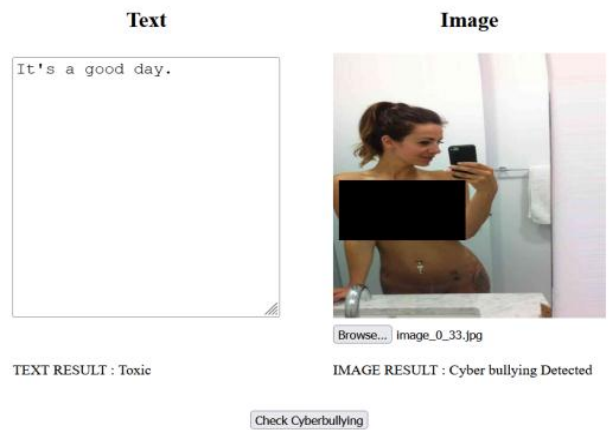 Text
Image
It's a good day.
Browse... image_0_33.jpg
TEXT RESULT : Toxic
IMAGE RESULT : Cyber bullying Detected
Check Cyberbullying